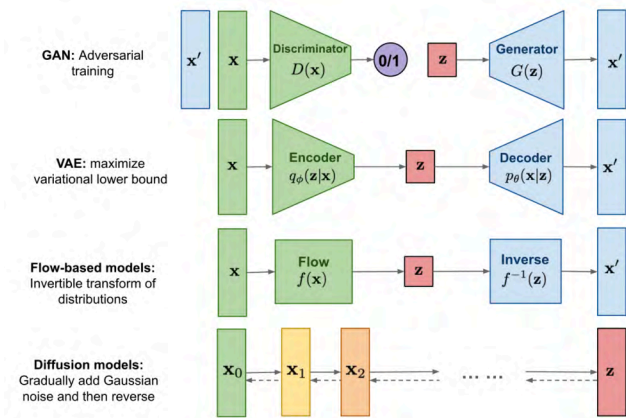 GAN: Adversarial
training
x′
x
Discriminator
D(x)
0/1
z
Generator
G(z)
x′
VAE: maximize
variational lower bound
x
Encoder
qϕ(z|x)
z
Decoder
pθ(x|z)
x′
Flow-based models:
Invertible transform of
distributions
x
Flow
f(x)
z
Inverse
f⁻¹(z)
x′
Diffusion models:
Gradually add Gaussian
noise and then reverse
x₀
x₁
x₂
... ...
z